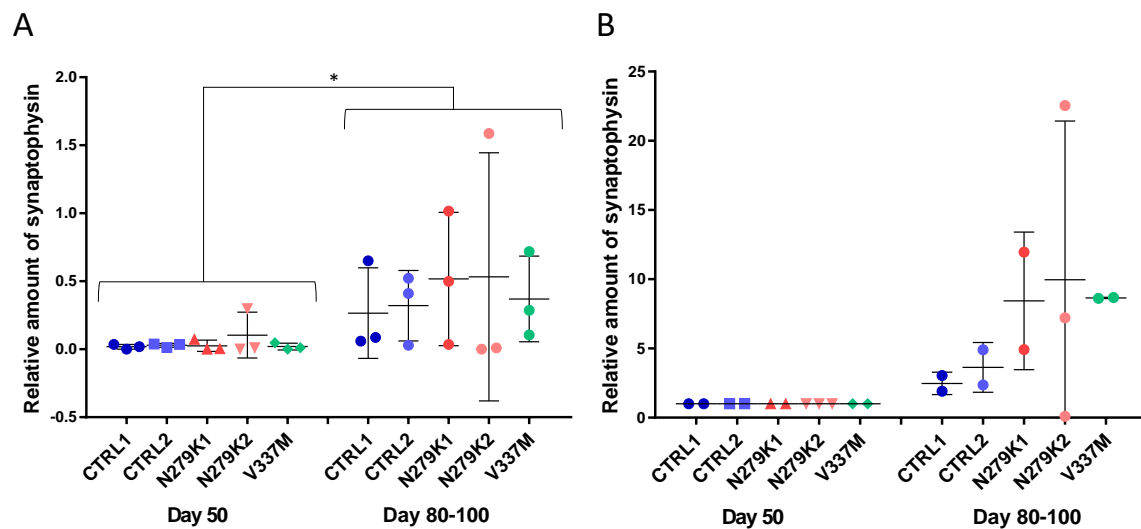 A
Relative amount of synaptophysin
2.0
1.5
1.0
0.5
0.0
-0.5
*
CTRL1
CTRL2
N279K1
N279K2
V337M
CTRL1
CTRL2
N279K1
N279K2
V337M
Day 50
Day 80-100
B
Relative amount of synaptophysin
25
20
15
10
5
0
CTRL1
CTRL2
N279K1
N279K2
V337M
CTRL1
CTRL2
N279K1
N279K2
V337M
Day 50
Day 80-100